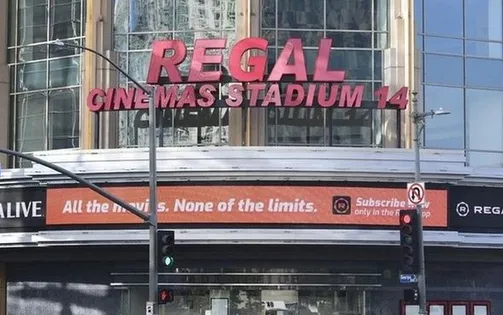 REGAL
CINEMAS STADIUM 14
ALIVE
All the movies. None of the limits.
Subscribe Now
only in the Regal app
R REGAL